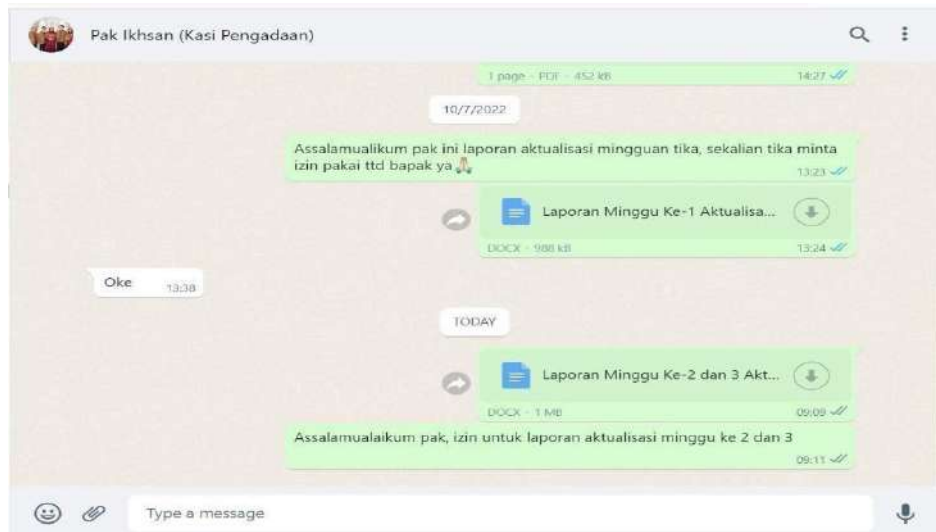 Pak Ikhsan (Kasi Pengadaan)
1 page - PDF - 452 kB 14:27
10/7/2022
Assalamualikum pak ini laporan aktualisasi mingguan tika, sekalian tika minta
izin pakai ttd bapak ya
13:23
Laporan Minggu Ke-1 Aktualisa...
DOCX - 988 kB 13:24
Oke 13:38
TODAY
Laporan Minggu Ke-2 dan 3 Akt...
DOCX - 1 MB 09:09
Assalamualaikum pak, izin untuk laporan aktualisasi minggu ke 2 dan 3
09:11
Type a message